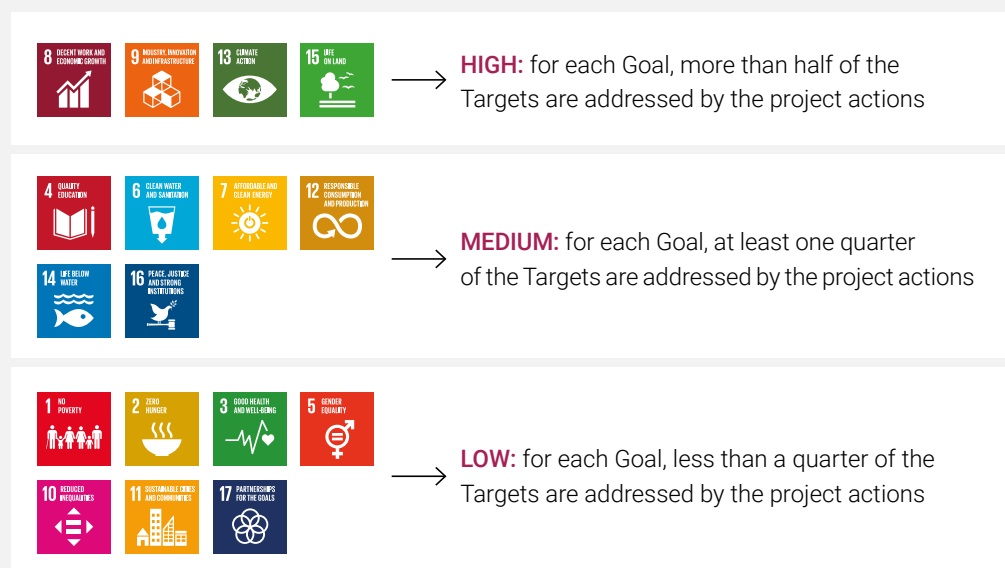 8 DECENT WORK AND
ECONOMIC GROWTH
9 INDUSTRY, INNOVATION
AND INFRASTRUCTURE
13 CLIMATE
ACTION
15 LIFE
ON LAND
HIGH: for each Goal, more than half of the
Targets are addressed by the project actions
4 QUALITY
EDUCATION
6 CLEAN WATER
AND SANITATION
7 AFFORDABLE AND
CLEAN ENERGY
12 RESPONSIBLE
CONSUMPTION
AND PRODUCTION
14 LIFE BELOW
WATER
16 PEACE, JUSTICE
AND STRONG
INSTITUTIONS
MEDIUM: for each Goal, at least one quarter
of the Targets are addressed by the project actions
1 NO
POVERTY
2 ZERO
HUNGER
3 GOOD HEALTH
AND WELL-BEING
5 GENDER
EQUALITY
10 REDUCED
INEQUALITIES
11 SUSTAINABLE CITIES
AND COMMUNITIES
17 PARTNERSHIPS
FOR THE GOALS
LOW: for each Goal, less than a quarter of the
Targets are addressed by the project actions